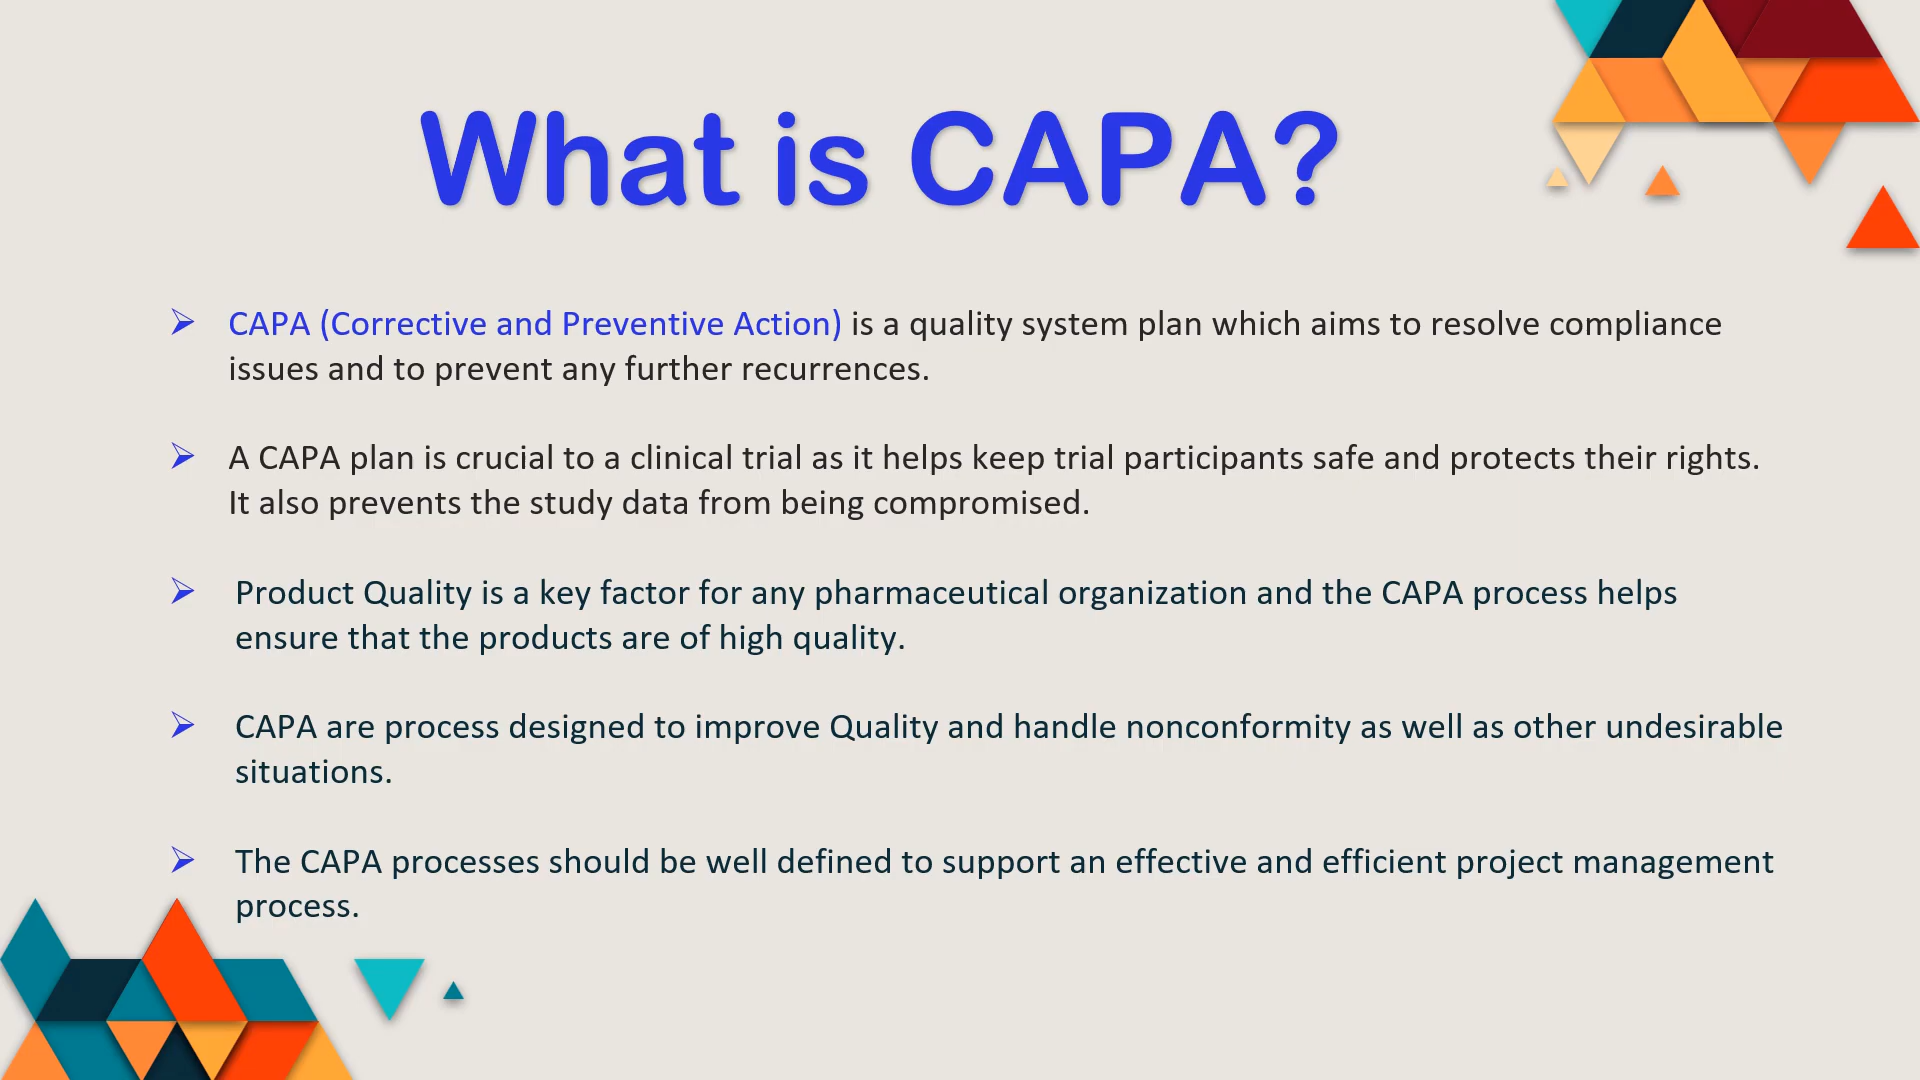 What is CAPA?
CAPA (Corrective and Preventive Action) is a quality system plan which aims to resolve compliance
issues and to prevent any further recurrences.
A CAPA plan is crucial to a clinical trial as it helps keep trial participants safe and protects their rights.
It also prevents the study data from being compromised.
Product Quality is a key factor for any pharmaceutical organization and the CAPA process helps
ensure that the products are of high quality.
CAPA are process designed to improve Quality and handle nonconformity as well as other undesirable
situations.
The CAPA processes should be well defined to support an effective and efficient project management
process.